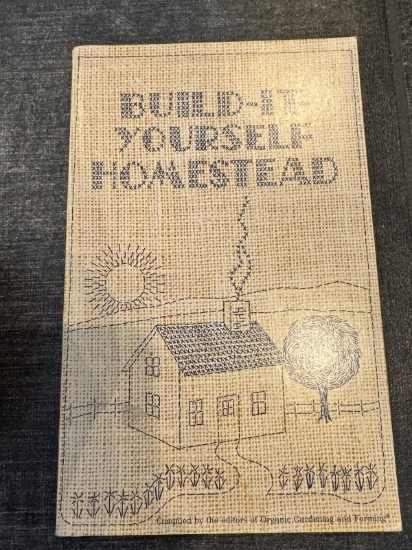 BUILD-IT-
YOURSELF
HOMESTEAD
Compiled by the editors of Organic Gardening and Farming®